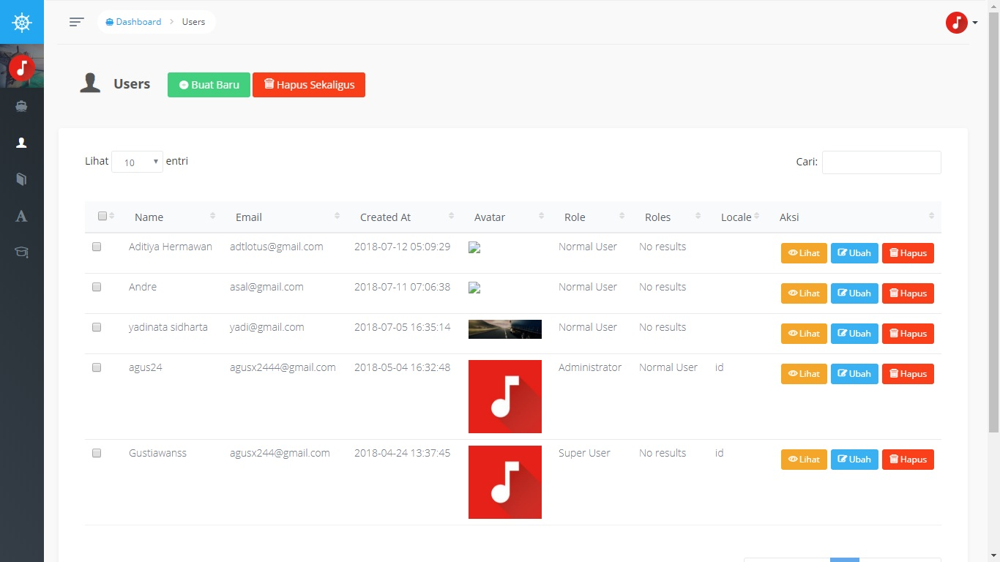 Dashboard > Users
Users Buat Baru Hapus Sekaligus
Lihat 10 entri Cari:
Name Email Created At Avatar Role Roles Locale Aksi
Aditiya Hermawan adtlotus@gmail.com 2018-07-12 05:09:29 Normal User No results Lihat Ubah Hapus
Andre asal@gmail.com 2018-07-11 07:06:38 Normal User No results Lihat Ubah Hapus
yadinata sidharta yadi@gmail.com 2018-07-05 16:35:14 Normal User No results Lihat Ubah Hapus
agus24 agusx2444@gmail.com 2018-05-04 16:32:48 Administrator Normal User id Lihat Ubah Hapus
Gustiawanss agusx244@gmail.com 2018-04-24 13:37:45 Super User No results id Lihat Ubah Hapus